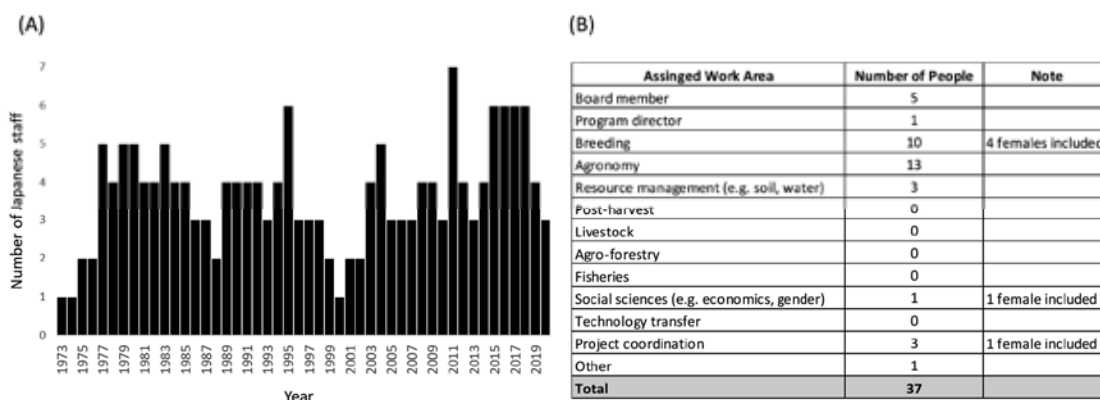 (A)
7
6
5
4
3
2
1
0
Number of Japanese staff
1973 1975 1977 1979 1981 1983 1985 1987 1989 1991 1993 1995 1997 1999 2001 2003 2005 2007 2009 2011 2013 2015 2017 2019
Year
(B)
Assinged Work Area Number of People Note
Board member 5
Program director 1
Breeding 10 4 females included
Agronomy 13
Resource management (e.g. soil, water) 3
Post-harvest 0
Livestock 0
Agro-forestry 0
Fisheries 0
Social sciences (e.g. economics, gender) 1 1 female included
Technology transfer 0
Project coordination 3 1 female included
Other 1
Total 37